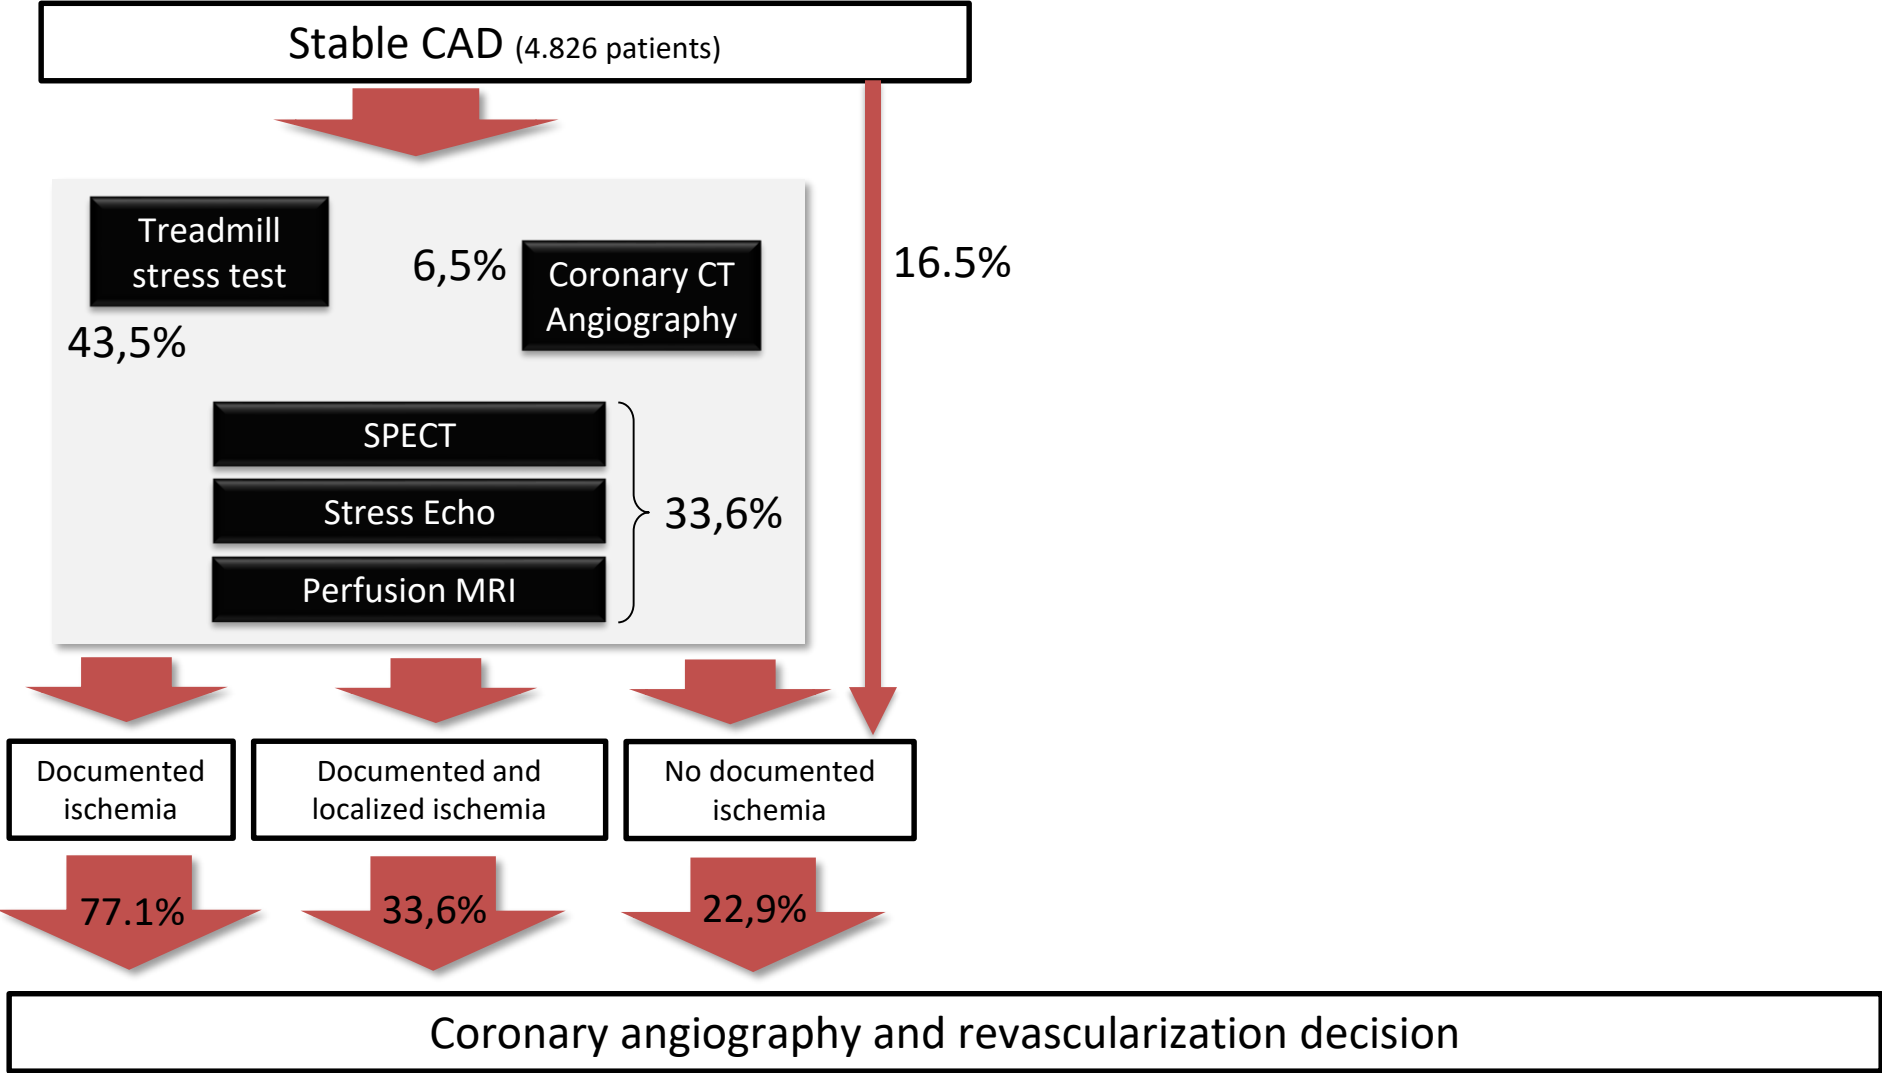 Stable CAD (4.826 patients)
Treadmill
stress test
43,5%
6,5%
Coronary CT
Angiography
16.5%
SPECT
Stress Echo
Perfusion MRI
33,6%
Documented
ischemia
Documented and
localized ischemia
No documented
ischemia
77.1%
33,6%
22,9%
Coronary angiography and revascularization decision